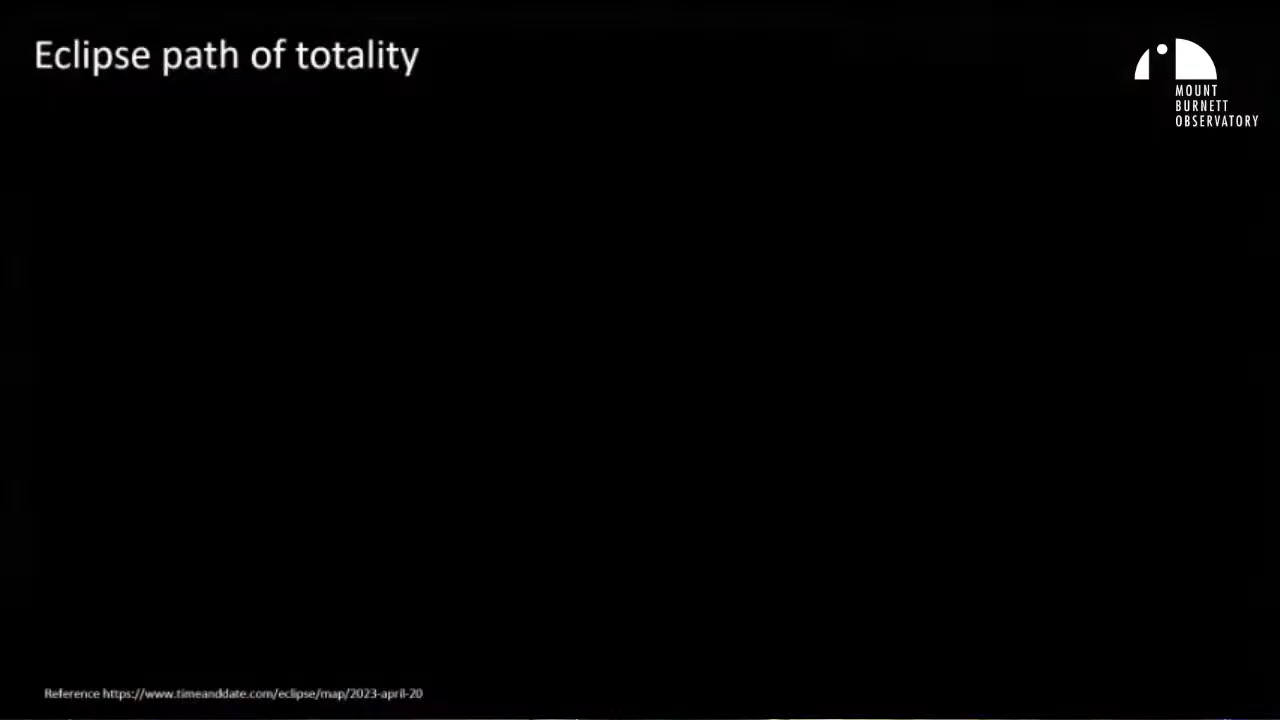 Eclipse path of totality
MOUNT
BURNETT
OBSERVATORY
Reference https://www.timeanddate.com/eclipse/map/2023-april-20